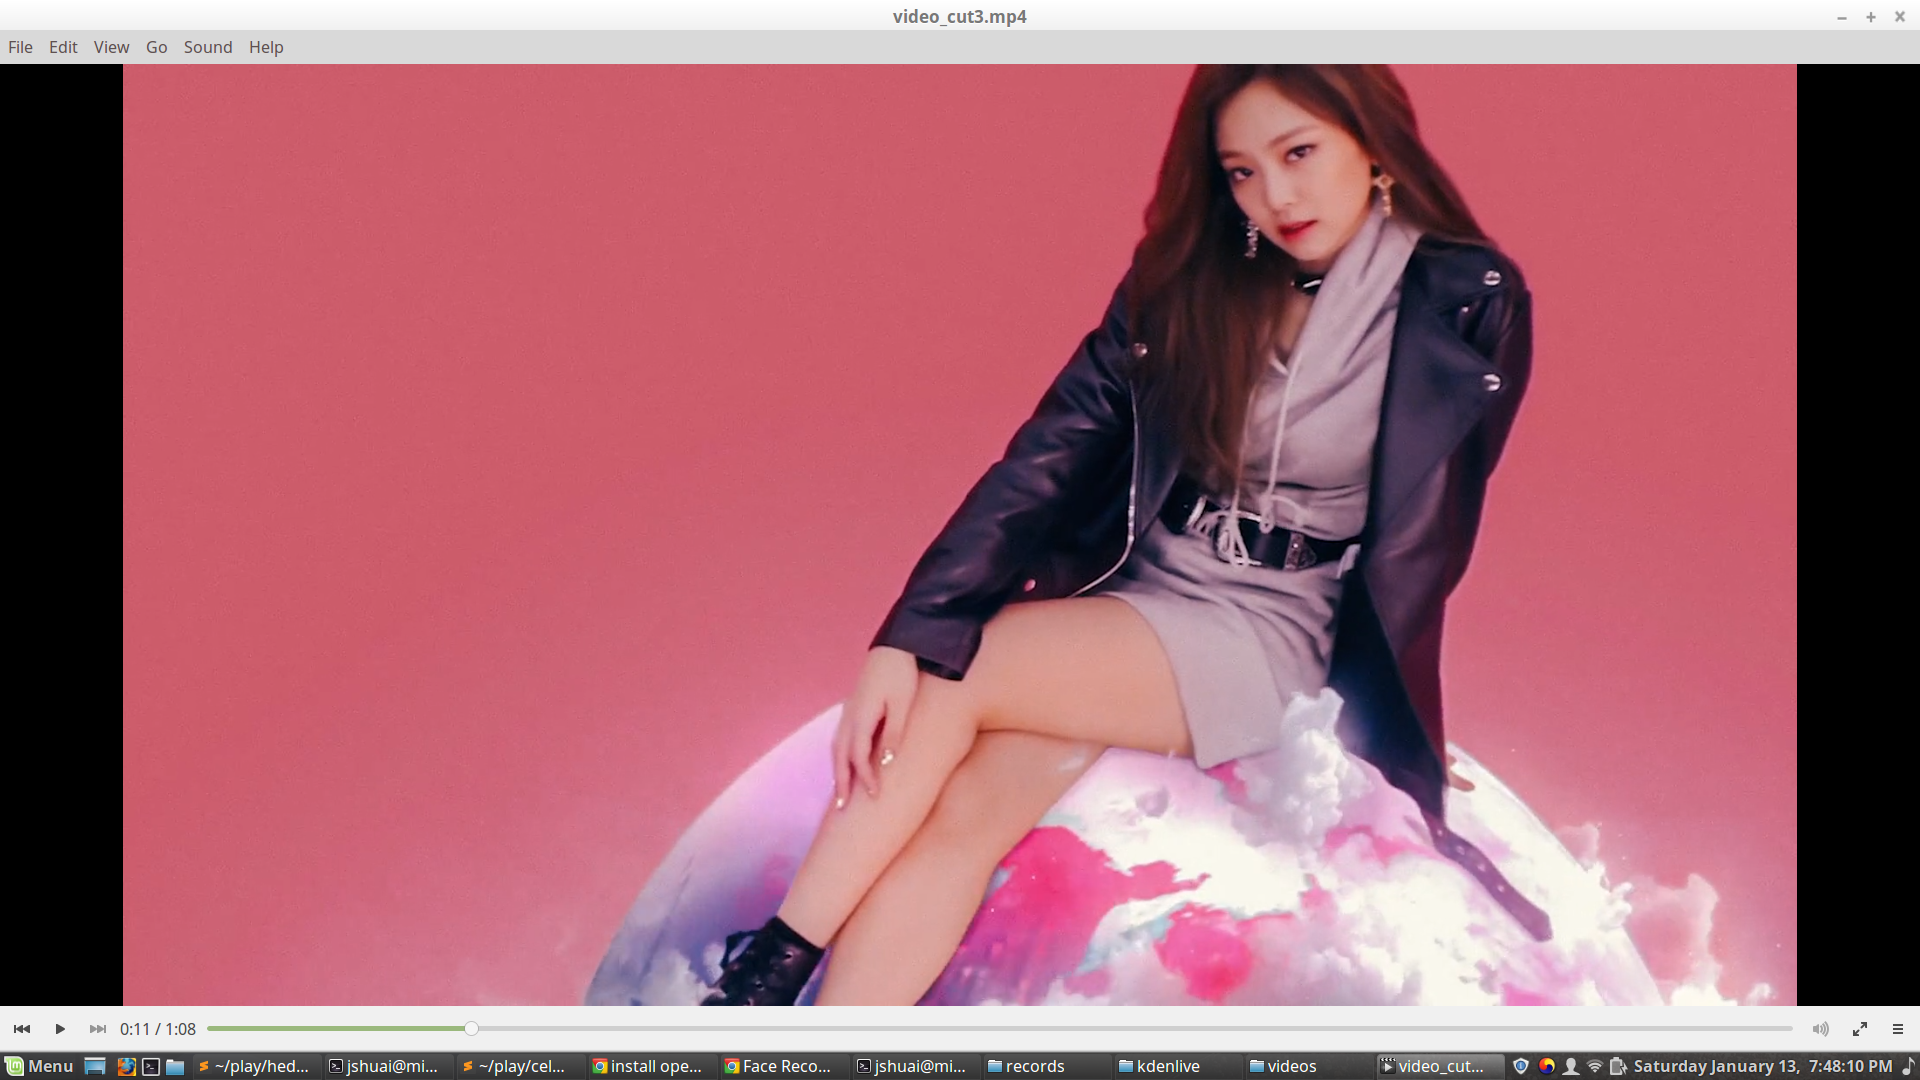 video_cut3.mp4
File Edit View Go Sound Help
0:11 / 1:08
Menu ~/play/hed... jshuai@mi... ~/play/cel... install ope... Face Reco... jshuai@mi... records kdenlive videos video_cut... Saturday January 13, 7:48:10 PM